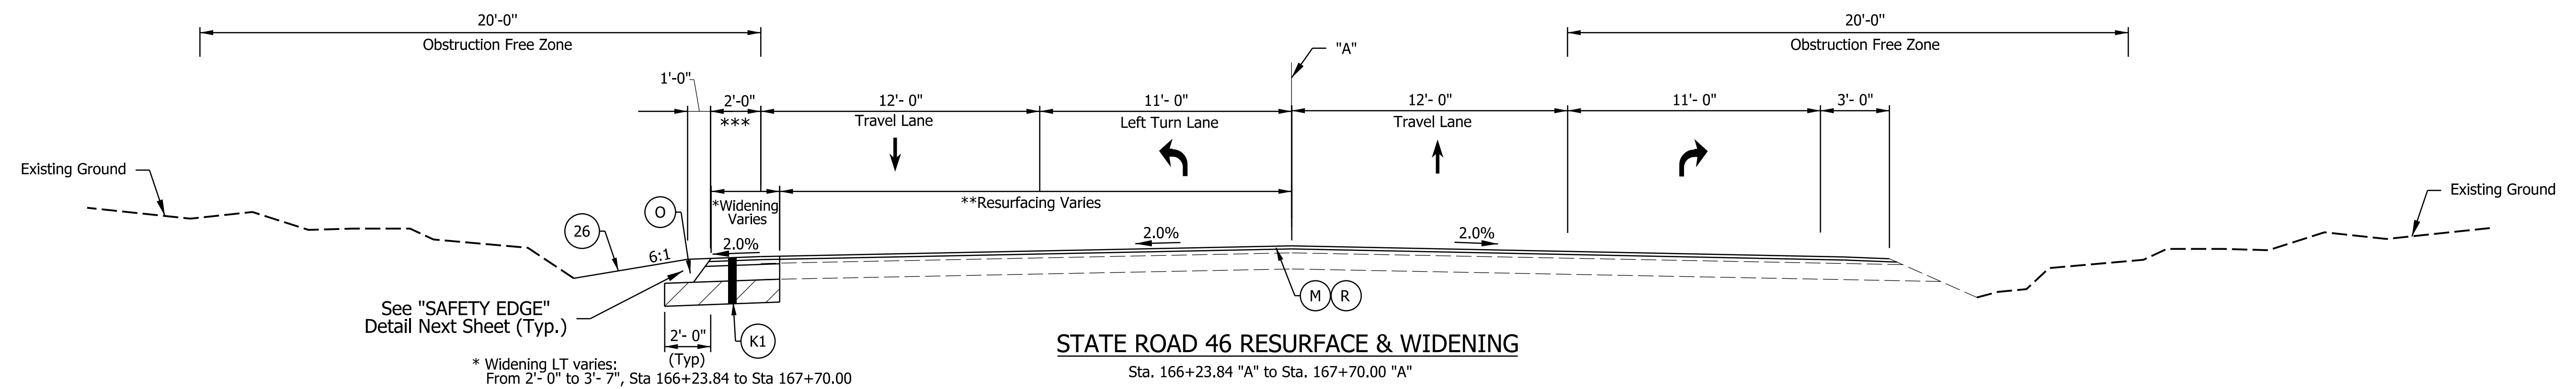 20'-0"
Obstruction Free Zone
20'-0"
Obstruction Free Zone
"A"
1'-0"
2'-0"
***
12'- 0"
Travel Lane
11'- 0"
Left Turn Lane
12'- 0"
Travel Lane
11'- 0"
3'- 0"
Existing Ground
Existing Ground
*Widening
Varies
**Resurfacing Varies
26
O
6:1
2.0%
2.0%
2.0%
See "SAFETY EDGE"
Detail Next Sheet (Typ.)
M
R
K1
2'- 0"
(Typ)
* Widening LT varies:
From 2'- 0" to 3'- 7", Sta 166+23.84 to Sta 167+70.00
STATE ROAD 46 RESURFACE & WIDENING
Sta. 166+23.84 "A" to Sta. 167+70.00 "A"